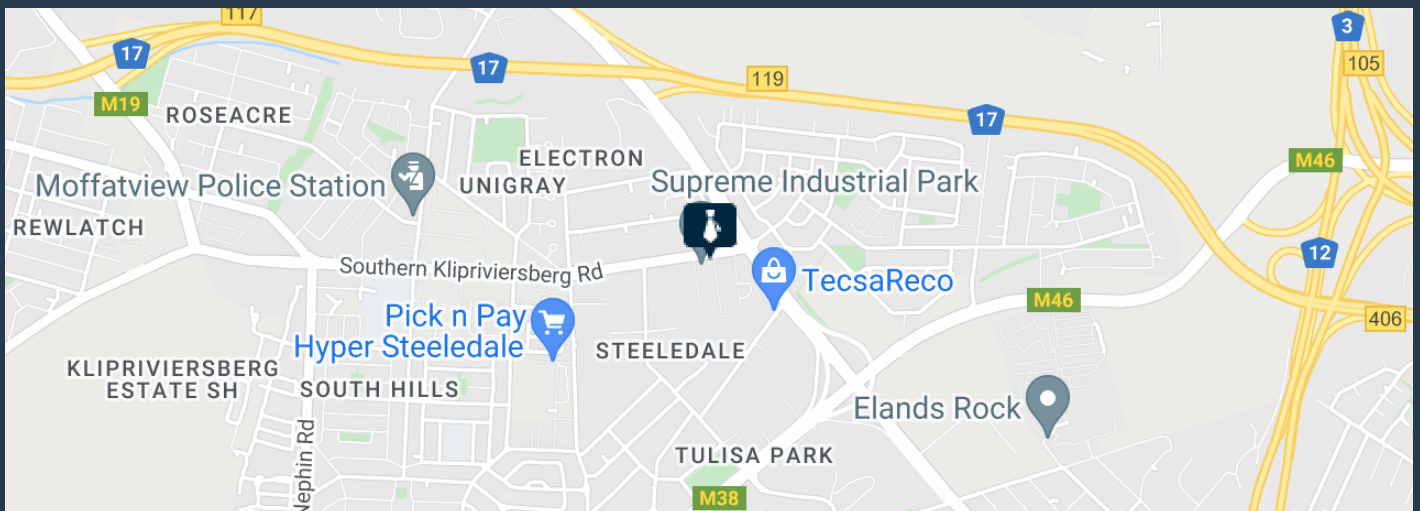 117
3
17
17
105
119
M19
ROSEACRE
17
ELECTRON
M46
Moffatview Police Station
UNIGRAY
Supreme Industrial Park
REWLATCH
12
Southern Klipriviersberg Rd
TecsaReco
M46
Pick n Pay
Hyper Steeledale
406
STEELEDALE
KLIPRIVIERSBERG
ESTATE SH
SOUTH HILLS
Elands Rock
Nephin Rd
TULISA PARK
M38